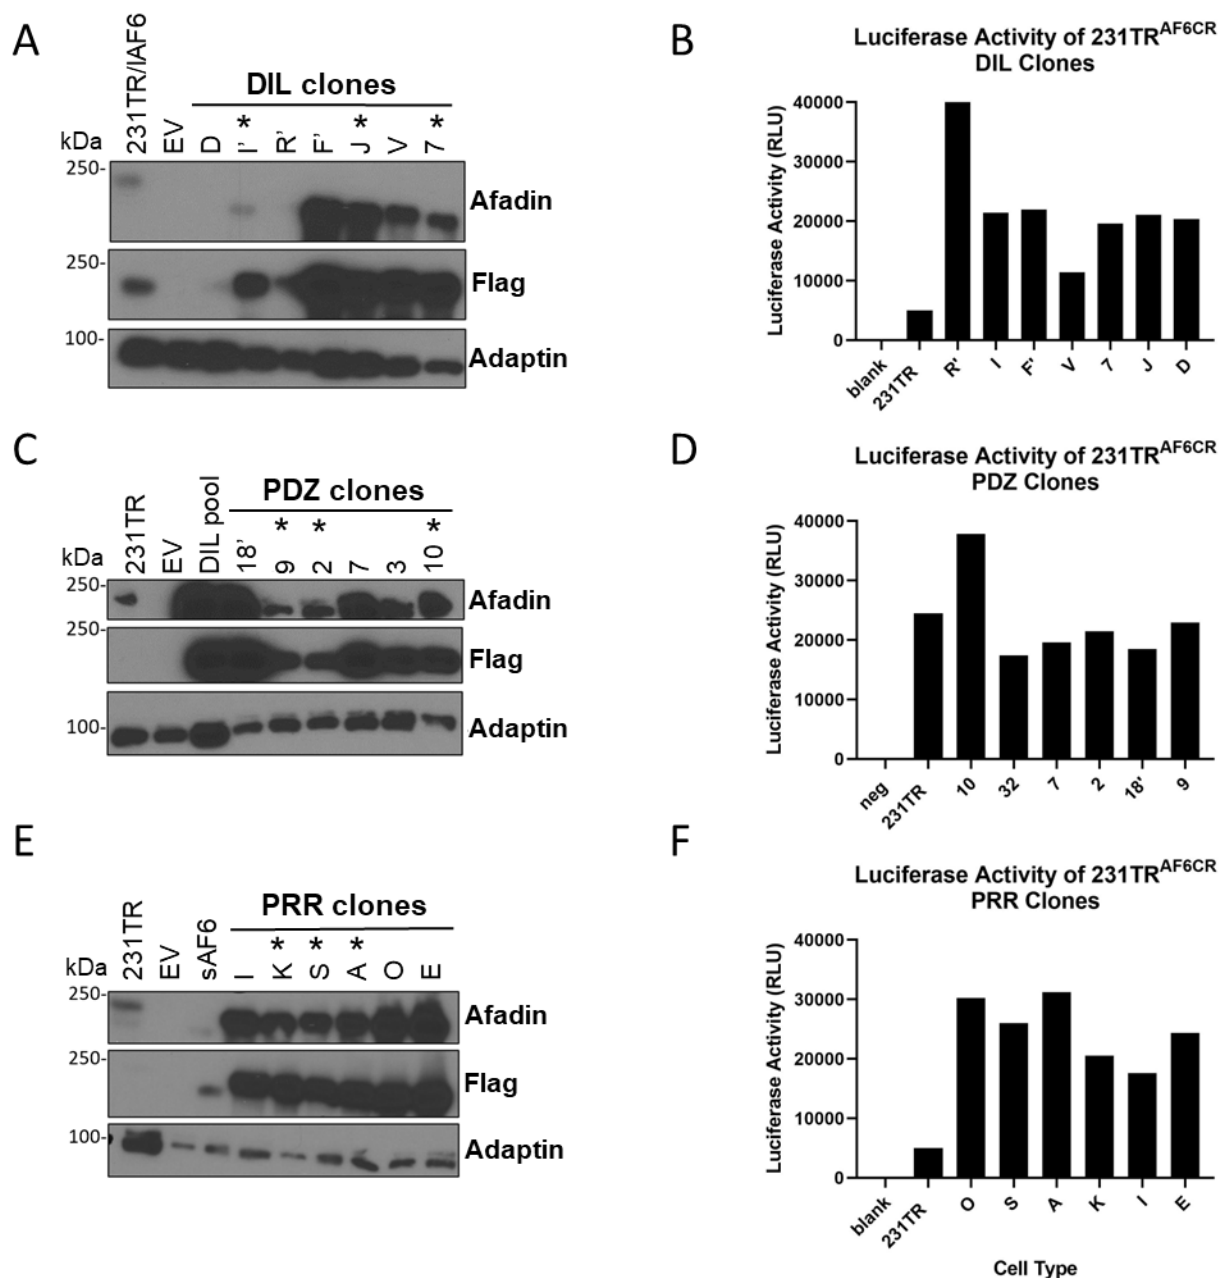 A
231TR/lAF6
EV
DIL clones
D
I' *
R'
F'
J *
V
7 *
kDa
250-
Afadin
250-
Flag
100-
Adaptin
B
Luciferase Activity of 231TR^AF6CR
DIL Clones
Luciferase Activity (RLU)
40000
30000
20000
10000
0
blank
231TR
R'
I
F'
V
7
J
D
C
231TR
EV
DIL pool
PDZ clones
18'
9 *
2 *
7
3
10 *
kDa
250-
Afadin
250-
Flag
100-
Adaptin
D
Luciferase Activity of 231TR^AF6CR
PDZ Clones
Luciferase Activity (RLU)
40000
30000
20000
10000
0
neg
231TR
10
32
7
2
18'
9
E
231TR
EV
sAF6
PRR clones
I
K *
S *
A *
O
E
kDa
250-
Afadin
250-
Flag
100-
Adaptin
F
Luciferase Activity of 231TR^AF6CR
PRR Clones
Luciferase Activity (RLU)
40000
30000
20000
10000
0
blank
231TR
O
S
A
K
I
E
Cell Type